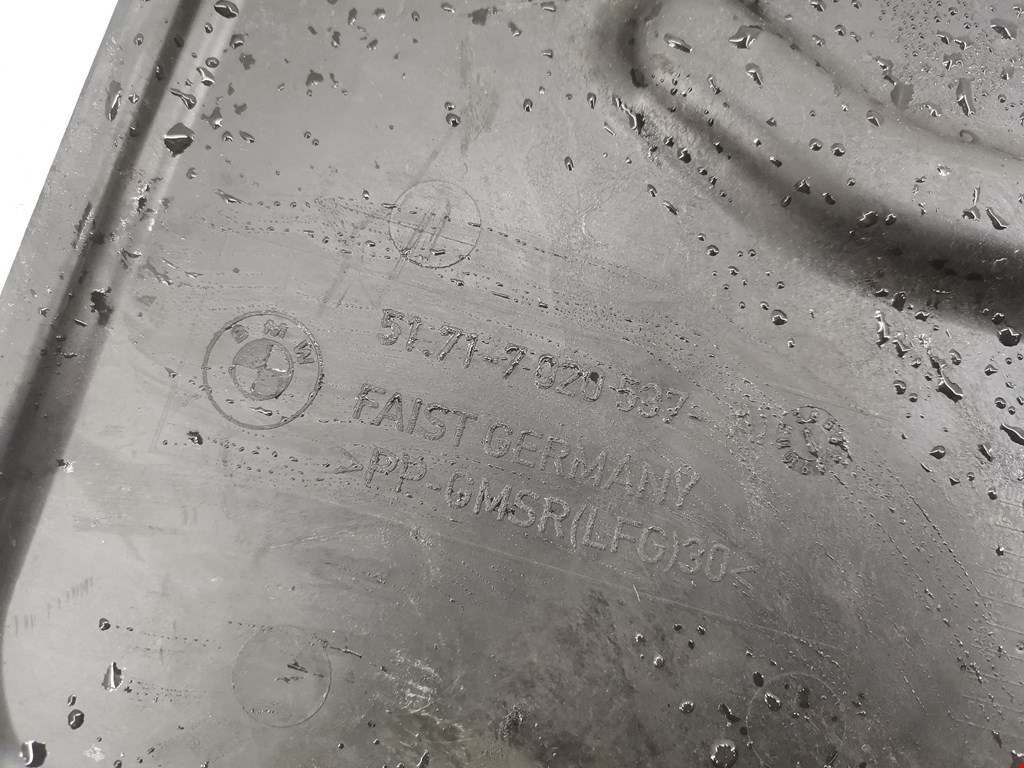 BMW
51.71-7 020 537-
FAIST GERMANY
>PP-GMSR(LFG)30<